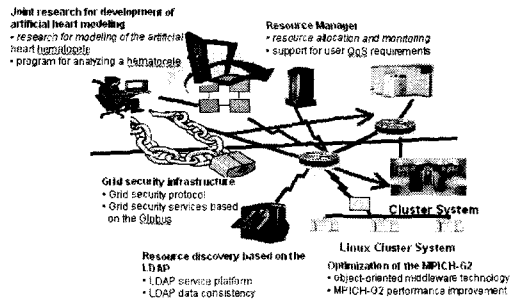 Joint research for development of
artificial heart modeling
• research for modeling of the artificial
heart hematocele
• program for analyzing a hematocele
Resource Manager
• resource allocation and monitoring
• support for user QoS requirements
Grid security infrastructure
• Grid security protocol
• Grid security services based
on the Globus
Cluster System
Linux Cluster System
Resource discovery based on the
LDAP
• LDAP service platform
• LDAP data consistency
Optimization of the MPICH-G2
• object-oriented middleware technology
• MPICH-G2 performance improvement